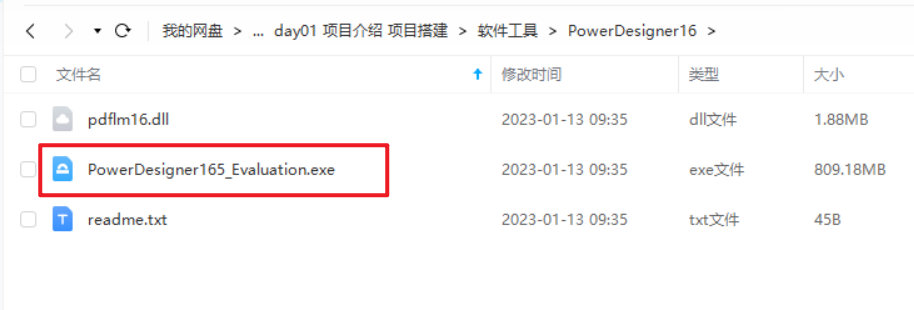 我的网盘 > ... day01 项目介绍 项目搭建 > 软件工具 > PowerDesigner16 >
文件名 修改时间 类型 大小
pdflm16.dll 2023-01-13 09:35 dll文件 1.88MB
PowerDesigner165_Evaluation.exe 2023-01-13 09:35 exe文件 809.18MB
readme.txt 2023-01-13 09:35 txt文件 45B